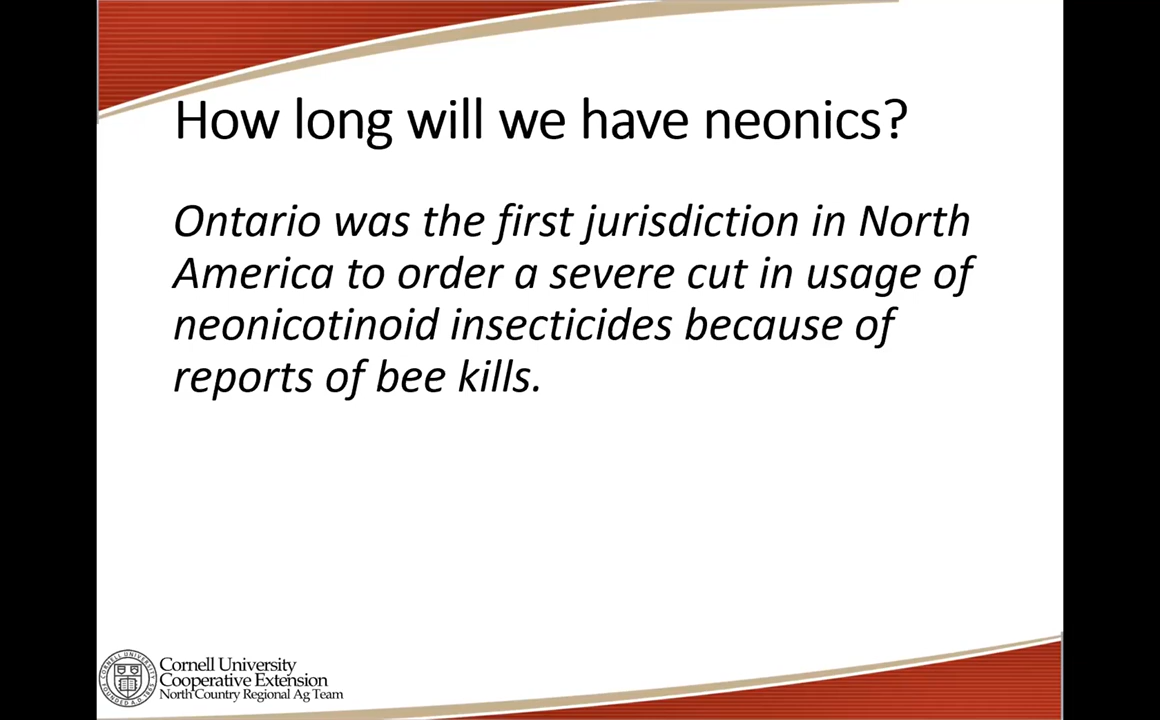 How long will we have neonics?
Ontario was the first jurisdiction in North
America to order a severe cut in usage of
neonicotinoid insecticides because of
reports of bee kills.
Cornell University
Cooperative Extension
North Country Regional Ag Team